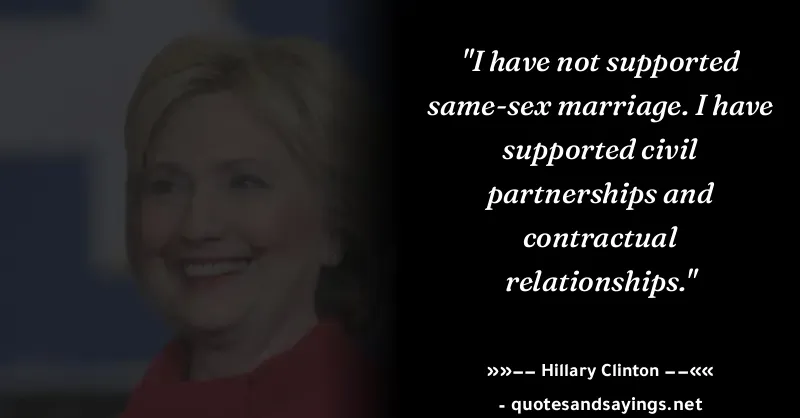 "I have not supported
same-sex marriage. I have
supported civil
partnerships and
contractual
relationships."
»»–– Hillary Clinton ––««
- quotesandsayings.net